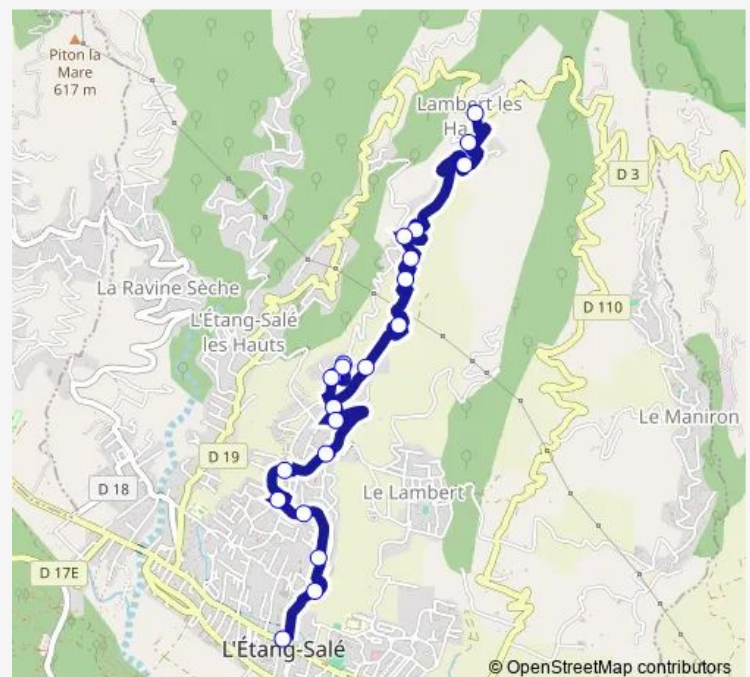 Piton la
Mare
617 m
Lambert les
Ha
D 3
La Ravine Sèche
L'Étang-Salé
les Hauts
D 110
Le Maniron
D 19
D 18
Le Lambert
D 17E
L'Étang-Salé
© OpenStreetMap contributors